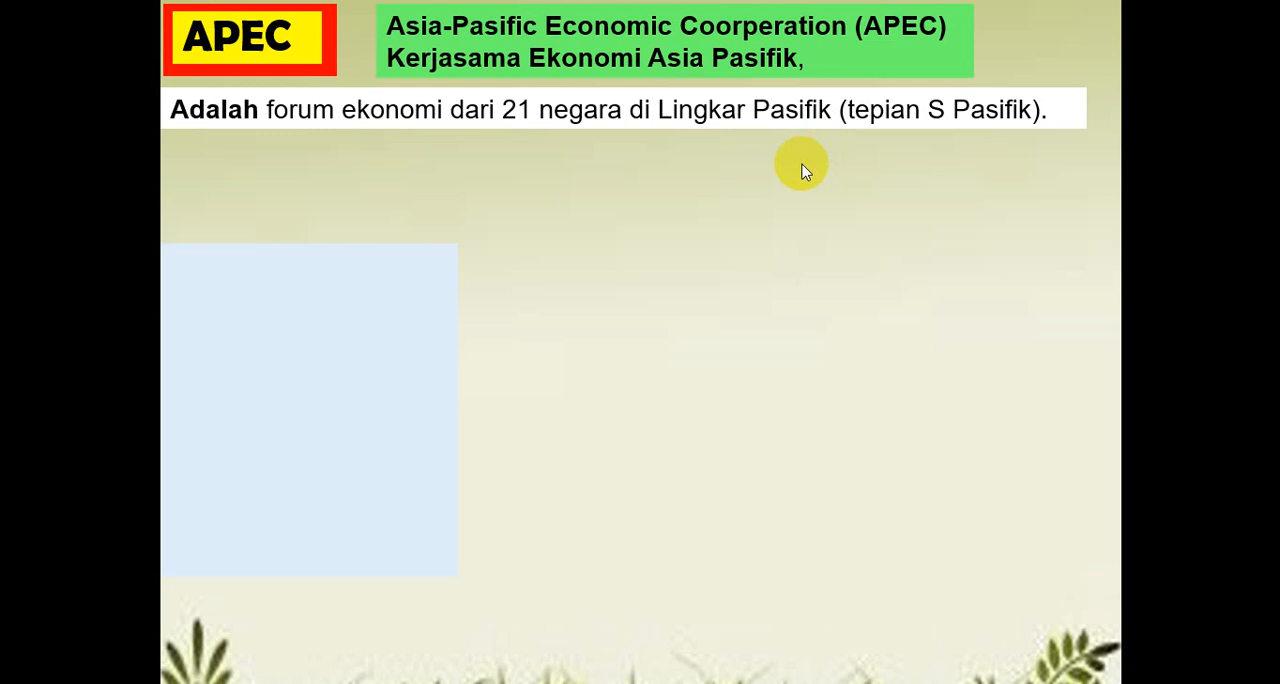 APEC
Asia-Pasific Economic Coorperation (APEC)
Kerjasama Ekonomi Asia Pasifik,
Adalah forum ekonomi dari 21 negara di Lingkar Pasifik (tepian S Pasifik).